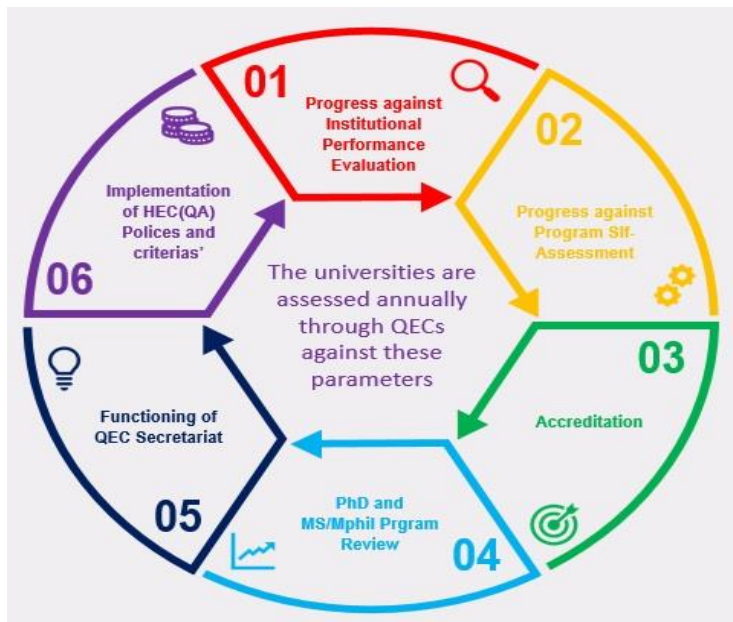 01
Progress against
Institutional
Performance
Evaluation
02
Progress against
Program Slf-
Assessment
03
Accreditation
04
PhD and
MS/Mphil Prgram
Review
05
Functioning of
QEC Secretariat
06
Implementation
of HEC(QA)
Polices and
criterias’
The universities are
assessed annually
through QECs
against these
parameters